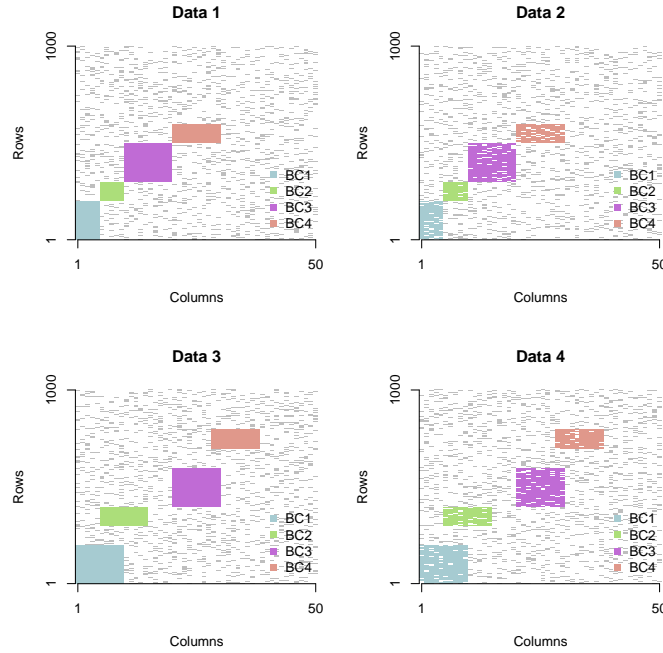 Data 1
1000
Rows
1
BC1
BC2
BC3
BC4
1
50
Columns
Data 2
1000
Rows
1
BC1
BC2
BC3
BC4
1
50
Columns
Data 3
1000
Rows
1
BC1
BC2
BC3
BC4
1
50
Columns
Data 4
1000
Rows
1
BC1
BC2
BC3
BC4
1
50
Columns